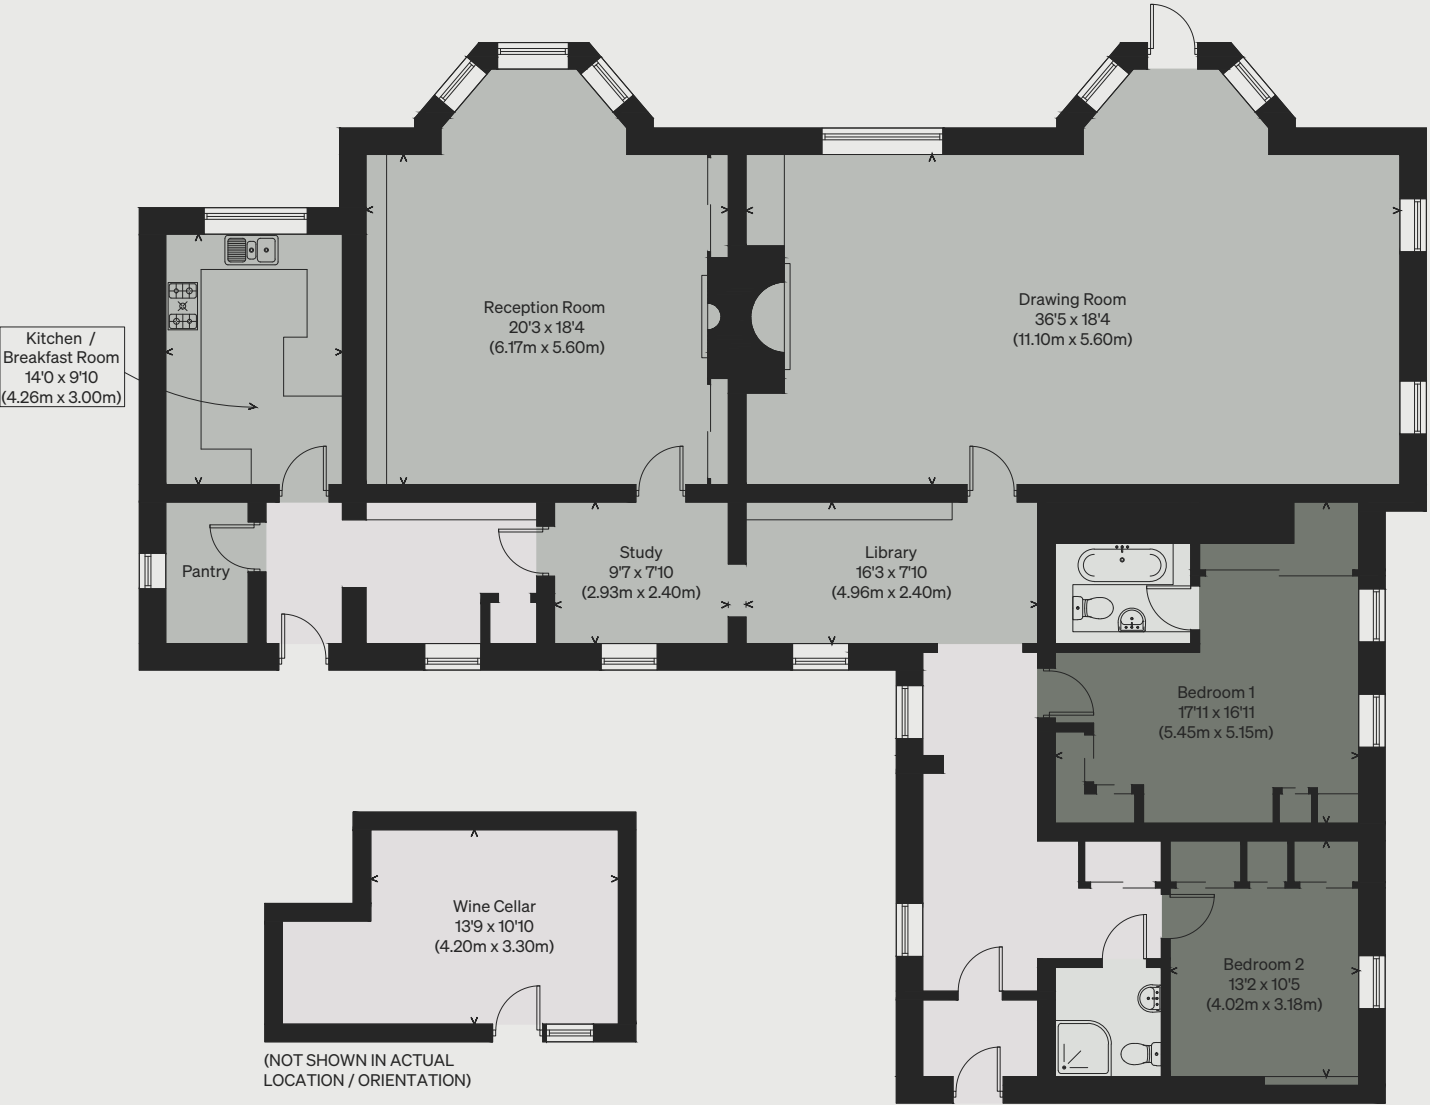 Reception Room
20'3 x 18'4
(6.17m x 5.60m)
Drawing Room
36'5 x 18'4
(11.10m x 5.60m)
Kitchen /
Breakfast Room
14'0 x 9'10
(4.26m x 3.00m)
Pantry
Study
9'7 x 7'10
(2.93m x 2.40m)
Library
16'3 x 7'10
(4.96m x 2.40m)
Bedroom 1
17'11 x 16'11
(5.45m x 5.15m)
Wine Cellar
13'9 x 10'10
(4.20m x 3.30m)
Bedroom 2
13'2 x 10'5
(4.02m x 3.18m)
(NOT SHOWN IN ACTUAL
LOCATION / ORIENTATION)